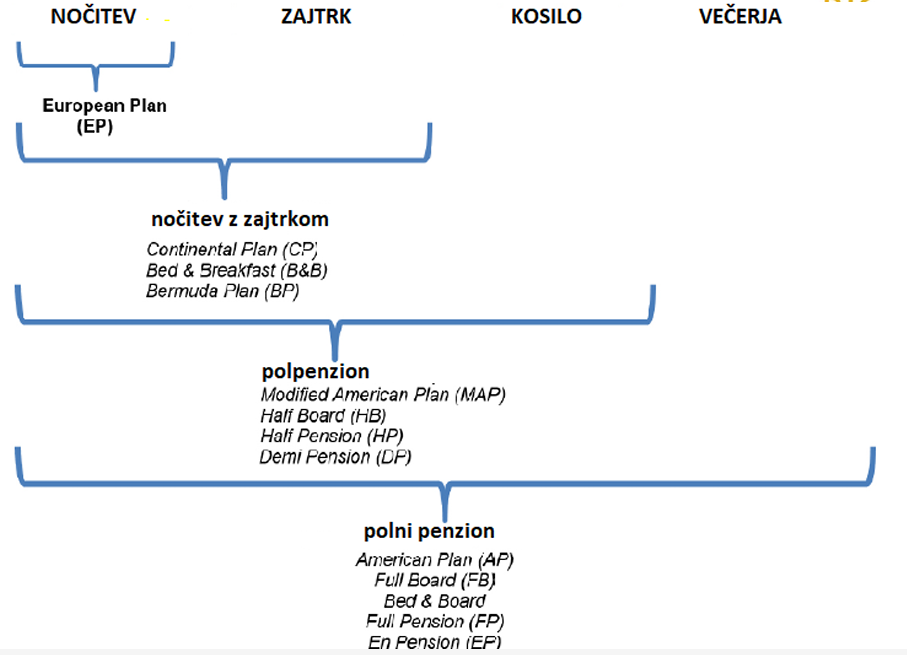 NOČITEV ZAJTRK KOSILO VEČERJA
European Plan
(EP)
nočitev z zajtrkom
Continental Plan (CP)
Bed & Breakfast (B&B)
Bermuda Plan (BP)
polpenzion
Modified American Plan (MAP)
Half Board (HB)
Half Pension (HP)
Demi Pension (DP)
polni penzion
American Plan (AP)
Full Board (FB)
Bed & Board
Full Pension (FP)
En Pension (EP)